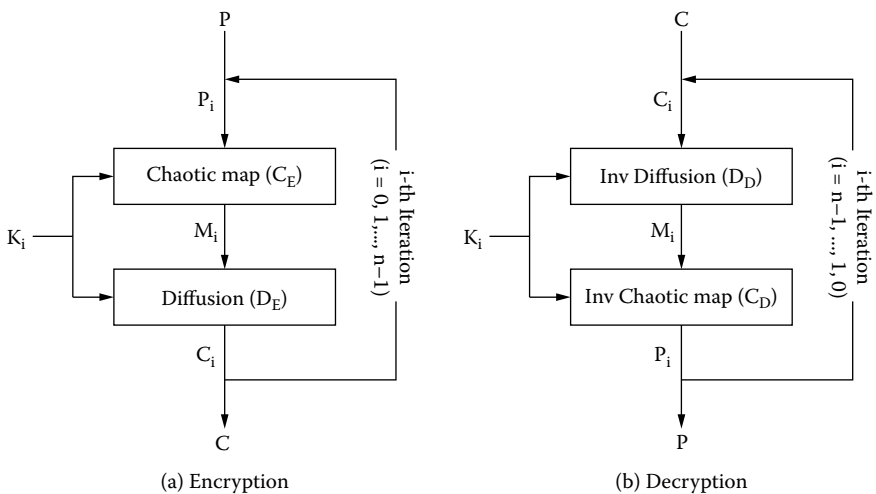 P
P_i
Chaotic map (C_E)
K_i
M_i
Diffusion (D_E)
C_i
C
i-th Iteration
(i = 0, 1,..., n−1)
(a) Encryption
C
C_i
Inv Diffusion (D_D)
K_i
M_i
Inv Chaotic map (C_D)
P_i
P
i-th Iteration
(i = n−1, ..., 1, 0)
(b) Decryption